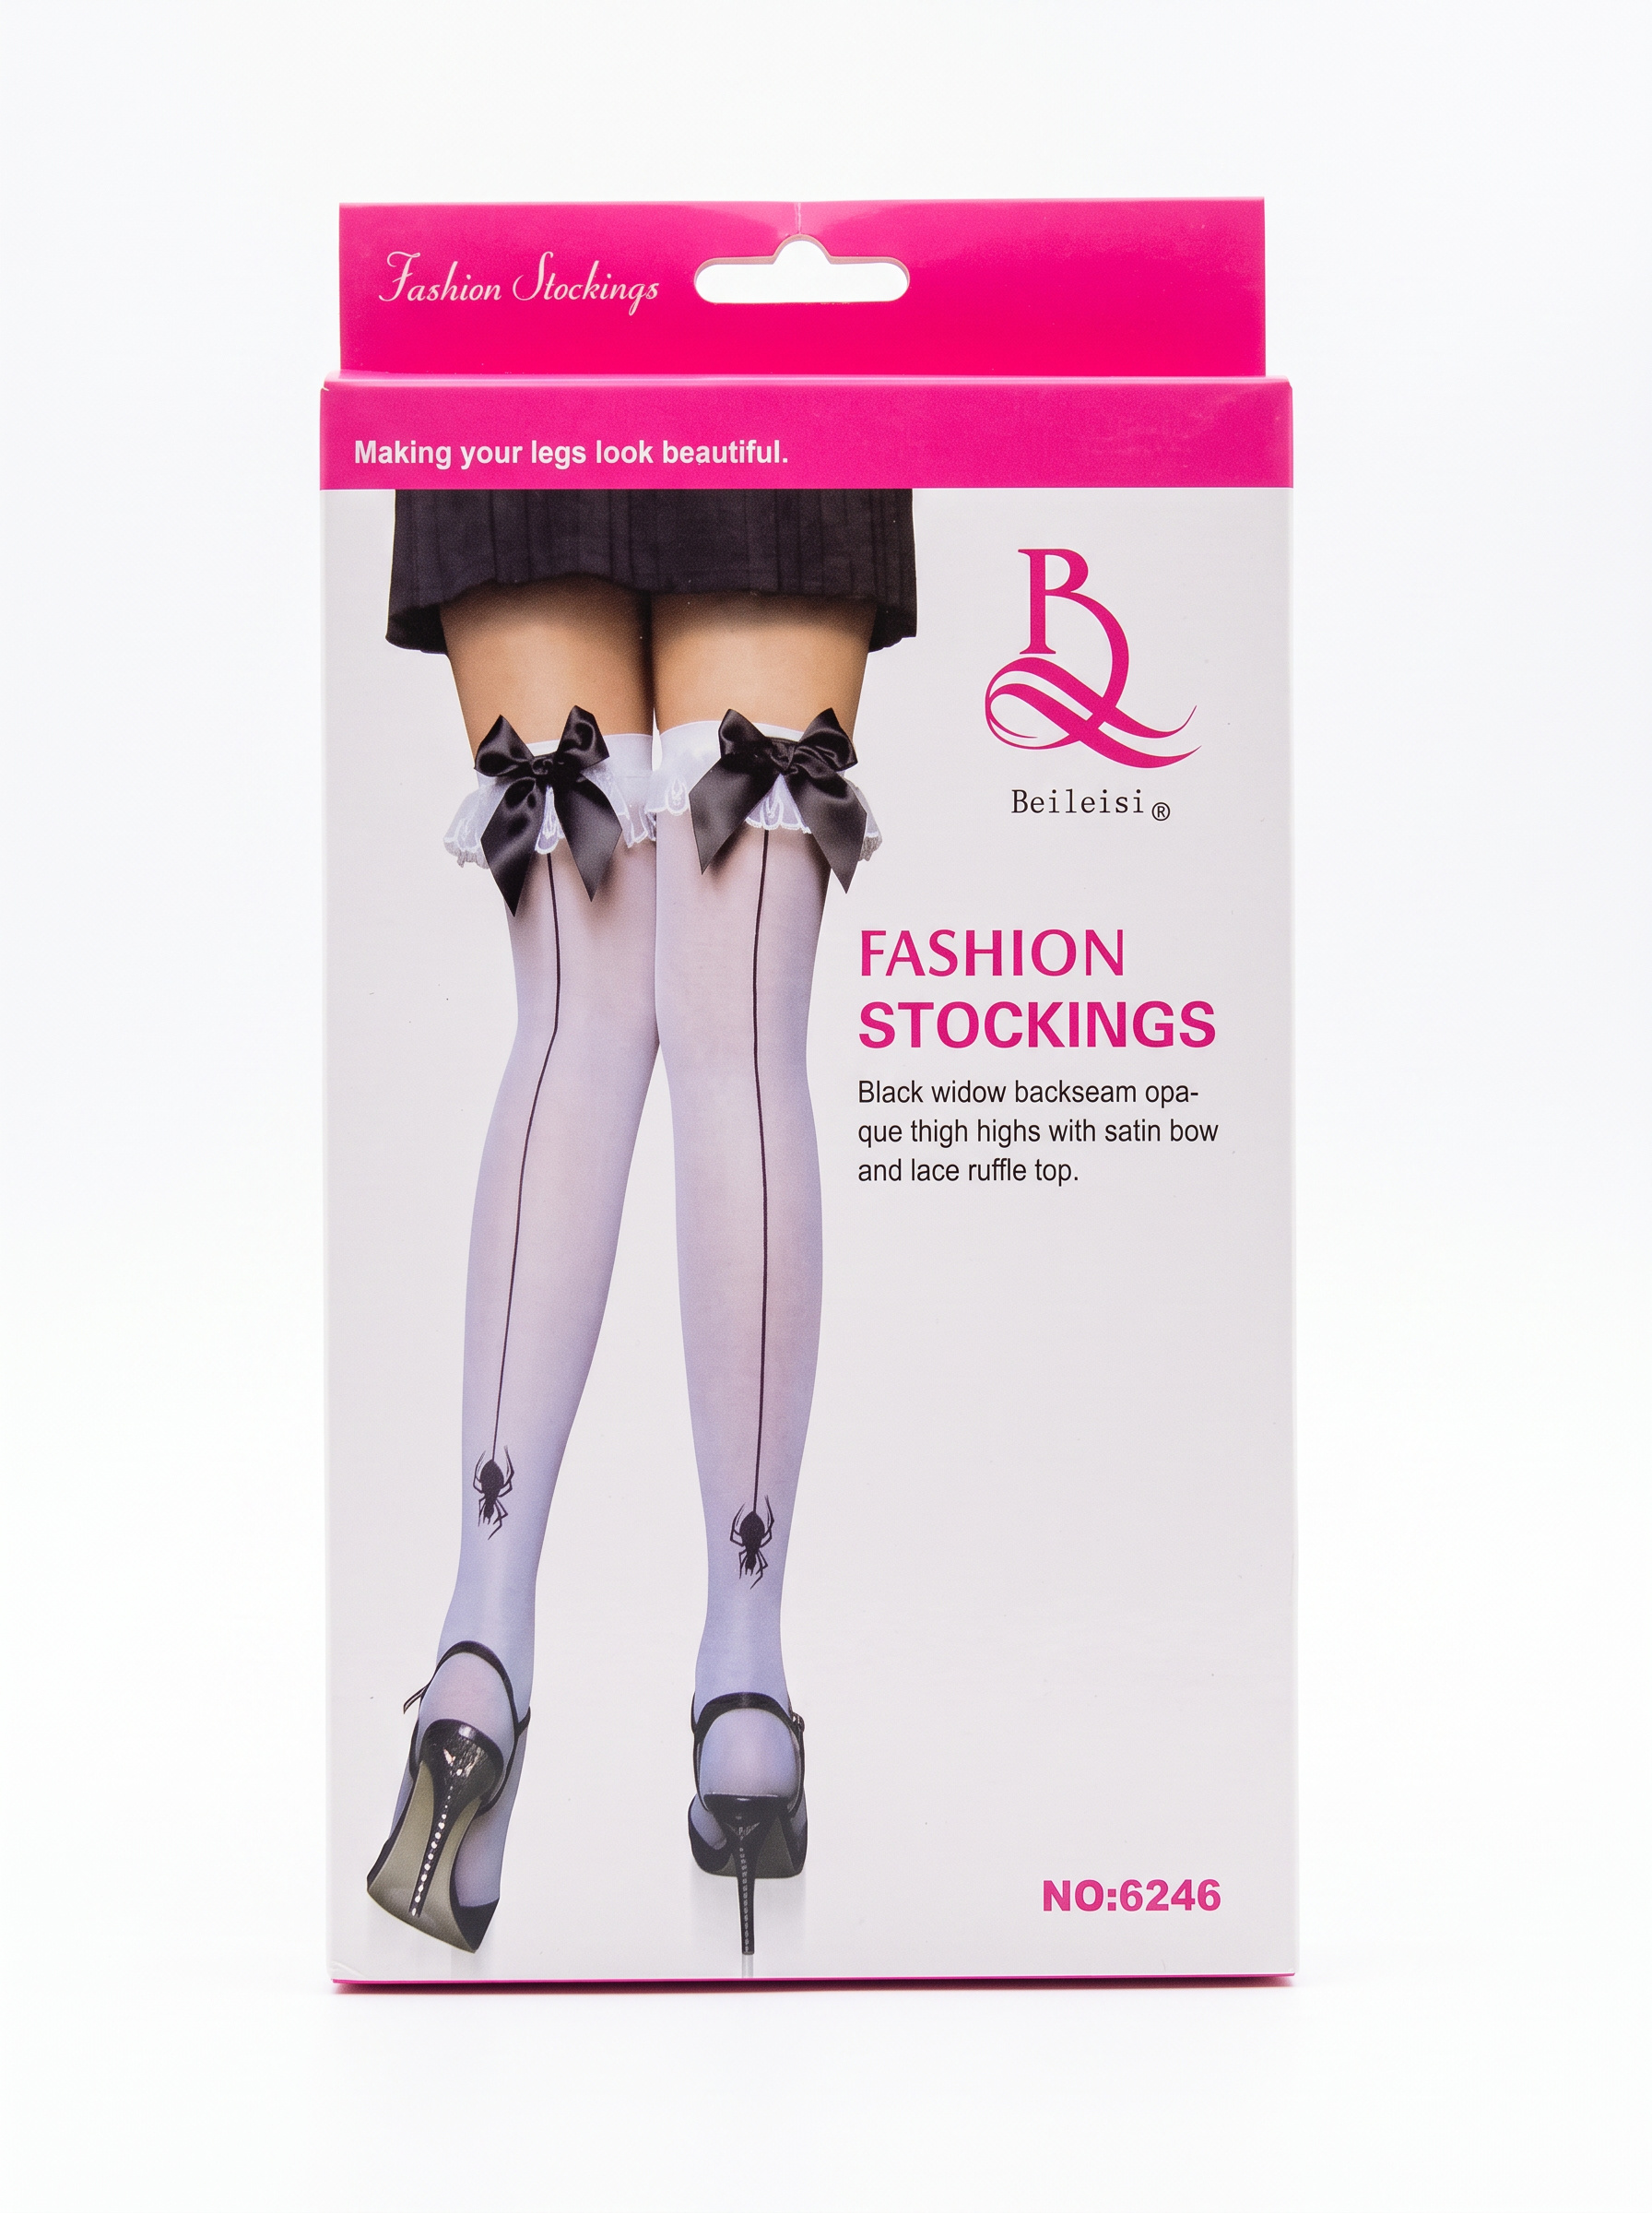 Fashion Stockings
Making your legs look beautiful.
B
Beileisi®
FASHION
STOCKINGS
Black widow backseam opa-
que thigh highs with satin bow
and lace ruffle top.
NO:6246